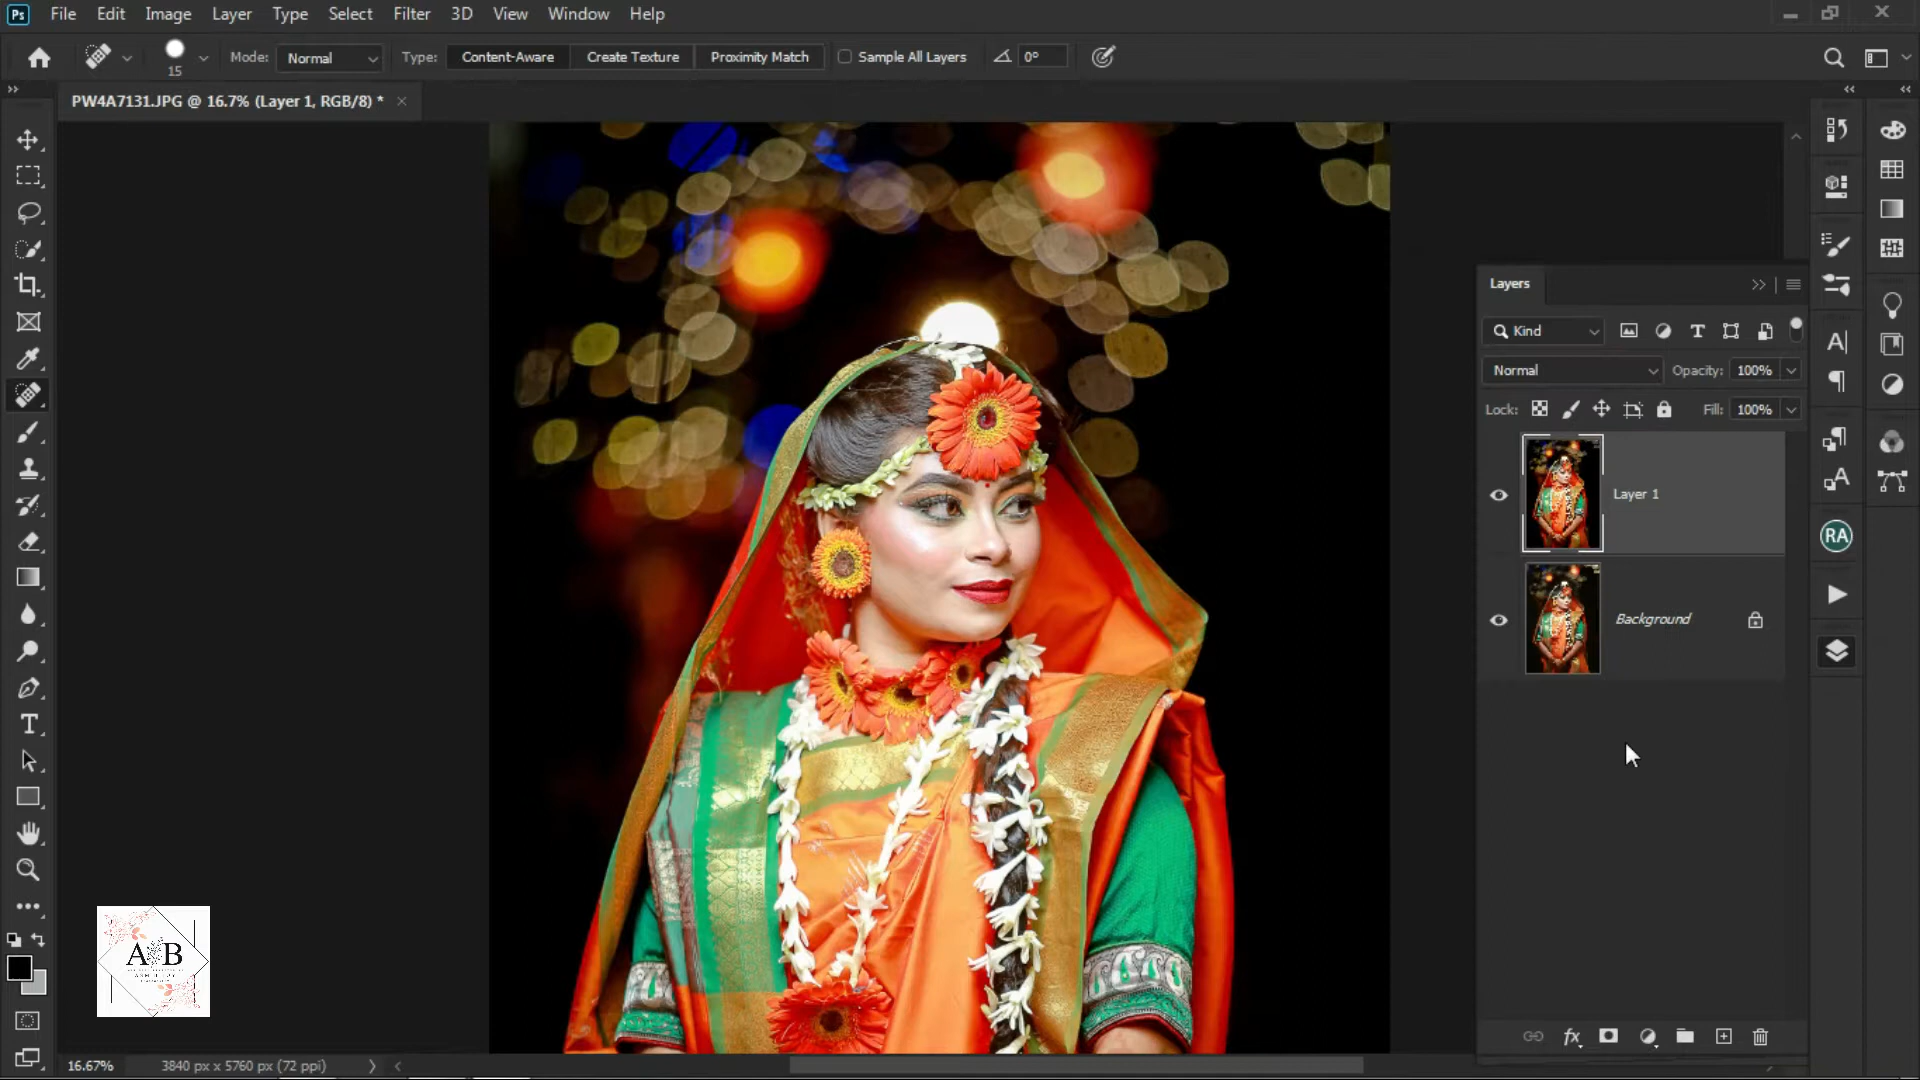 Ps File Edit Image Layer Type Select Filter 3D View Window Help
15 Mode: Normal Type: Content-Aware Create Texture Proximity Match Sample All Layers 0°
PW4A7131.JPG @ 16.7% (Layer 1, RGB/8) *
Layers
Kind
Normal Opacity: 100%
Lock: Fill: 100%
Layer 1
RA
Background
A B
16.67% 3840 px x 5760 px (72 ppi)